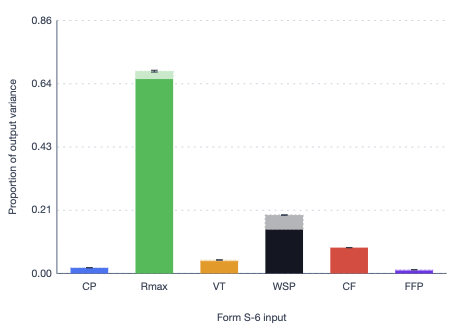 0.86
0.64
0.43
0.21
0.00
Proportion of output variance
CP Rmax VT WSP CF FFP
Form S-6 input